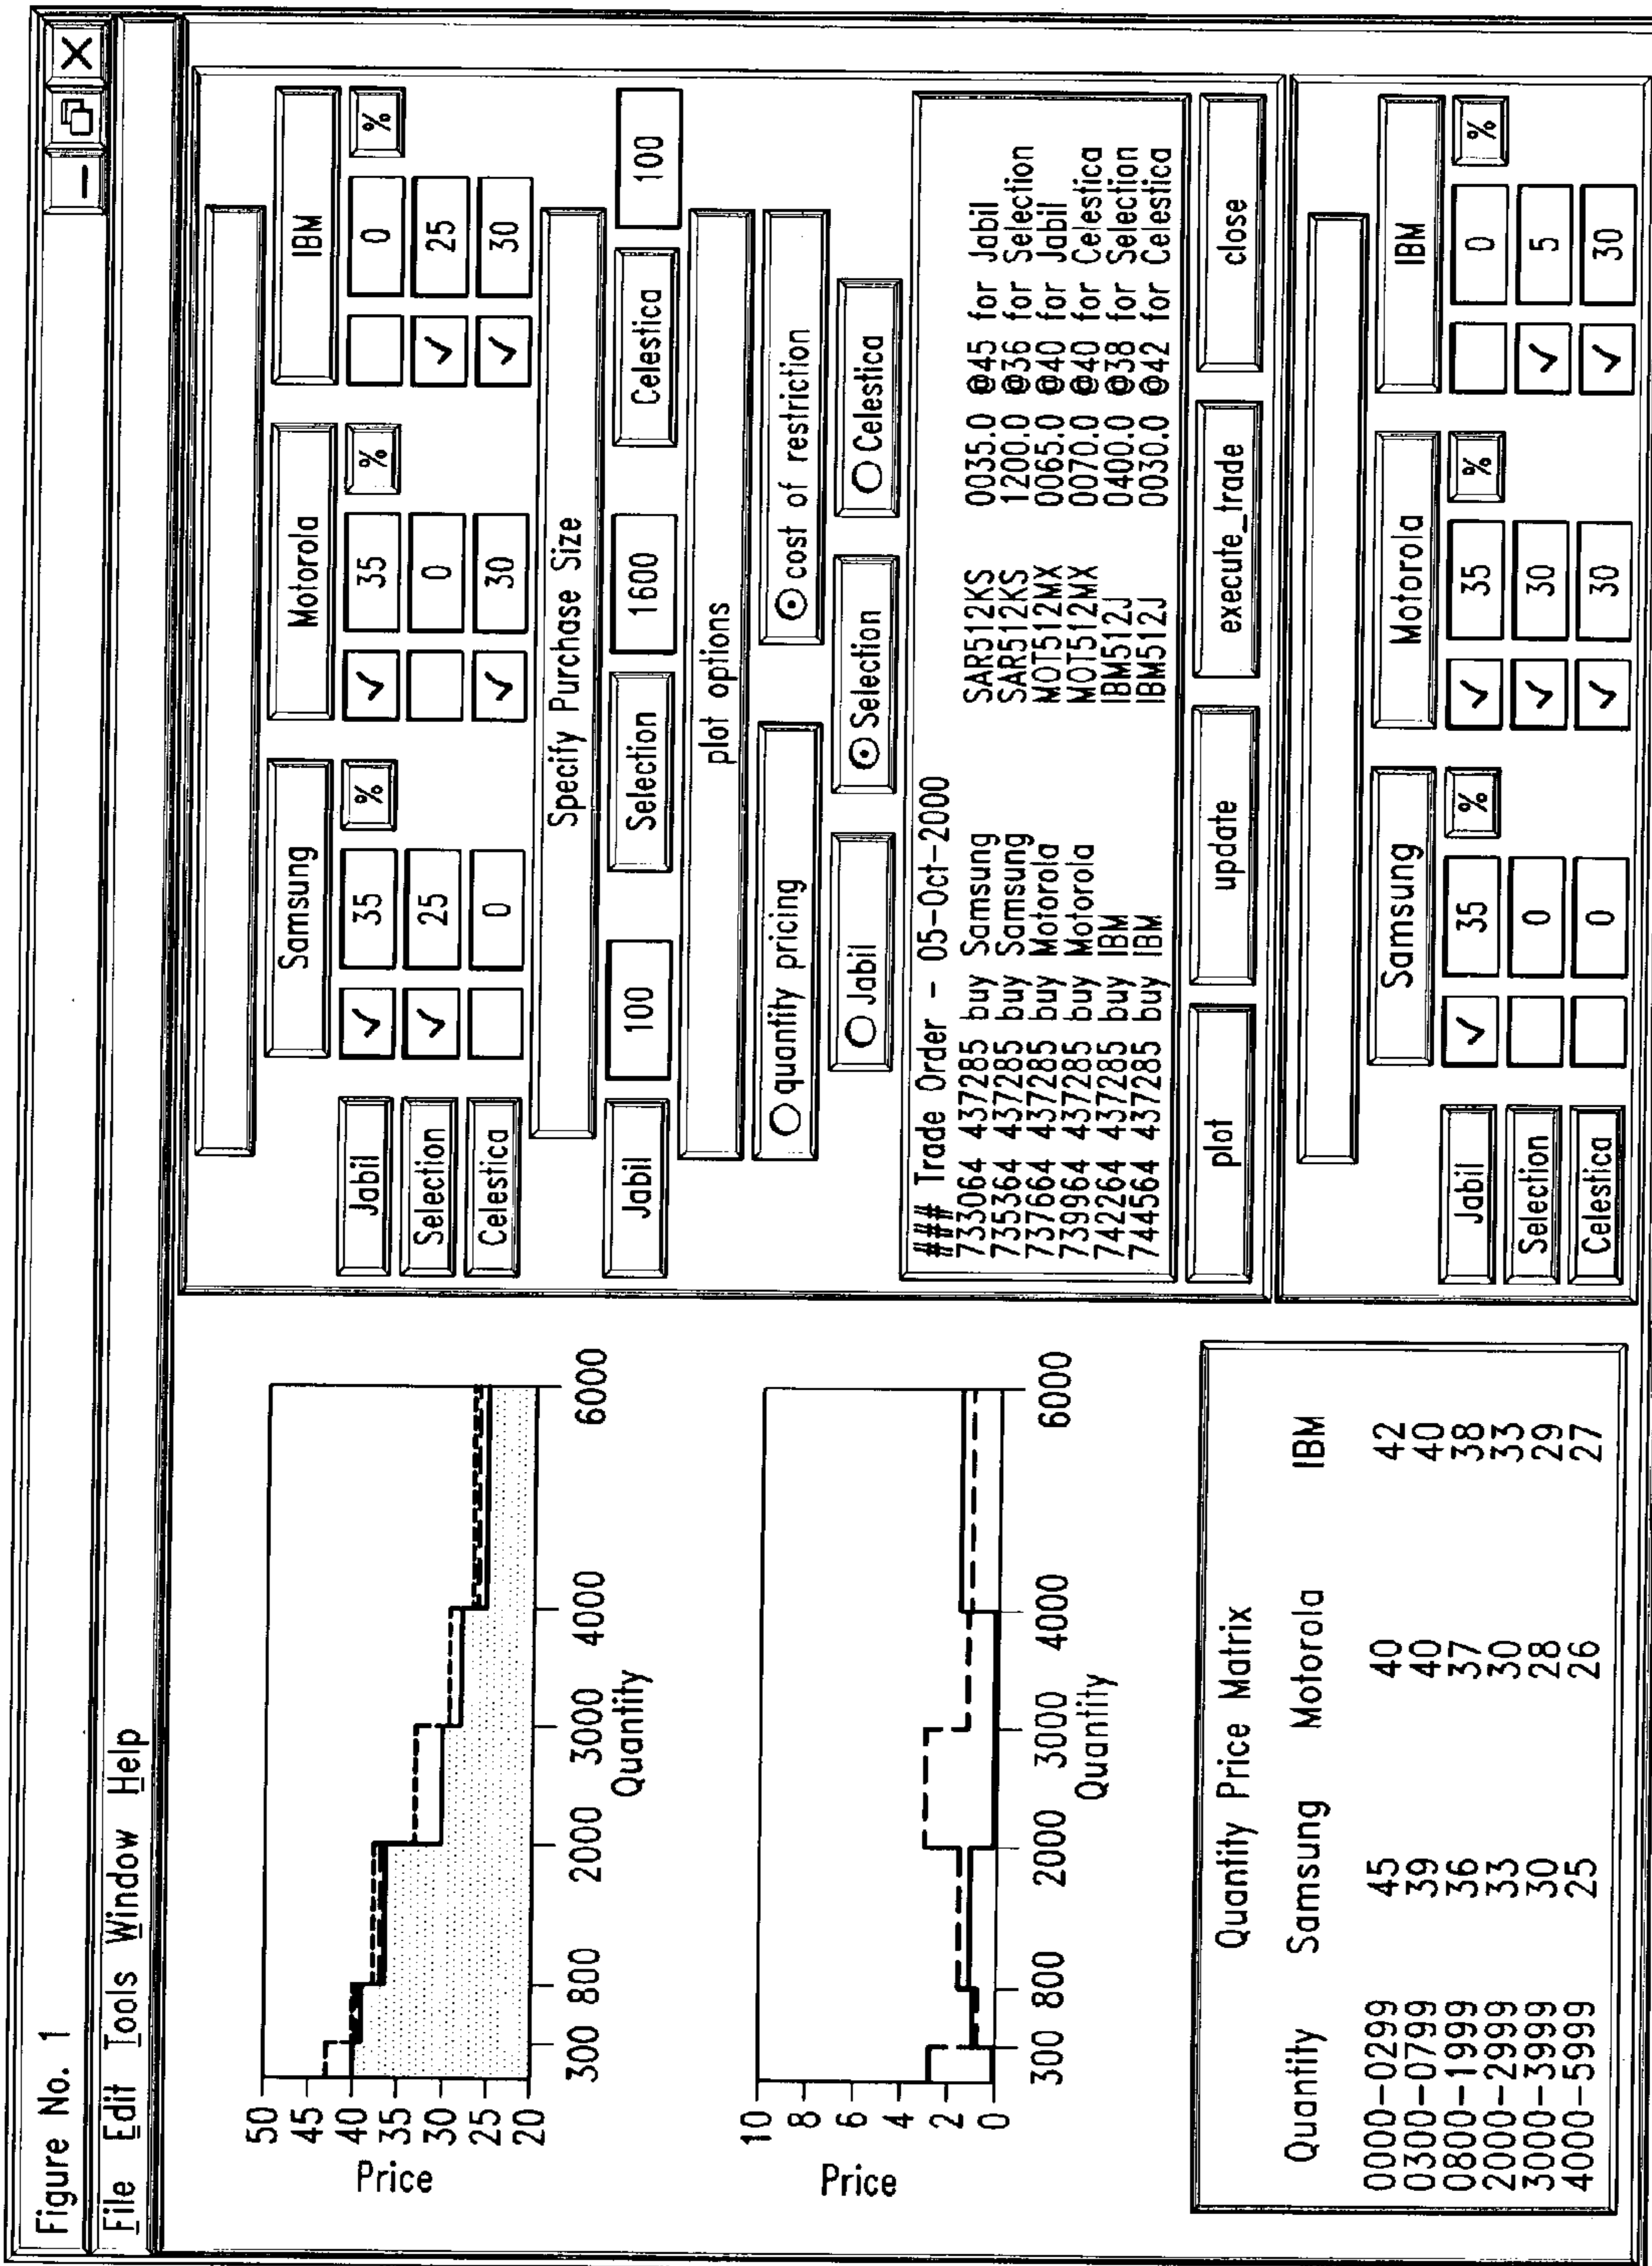 Figure No. 1
File Edit Tools Window Help
50
45
40
35
30
25
20
Price
300 800 2000 3000 4000 6000
Quantity
10
8
6
4
2
0
Price
300 800 2000 3000 4000 6000
Quantity
Quantity Price Matrix
Quantity Samsung Motorola IBM
0000-0299 45 40 42
0300-0799 39 40 40
0800-1999 36 37 38
2000-2999 33 30 33
3000-3999 30 28 29
4000-5999 25 26 27
Samsung Motorola IBM
Jabil ✓ 35 % ✓ 35 % 0 %
Selection ✓ 25 0 ✓ 25
Celestica 0 ✓ 30 ✓ 30
Specify Purchase Size
Jabil 100 Selection 1600 Celestica 100
plot options
quantity pricing cost of restriction
Jabil Selection Celestica
### Trade Order - 05-Oct-2000
733064 437285 buy Samsung SAR512KS 0035.0 @45 for Jabil
735364 437285 buy Samsung SAR512KS 1200.0 @36 for Selection
737664 437285 buy Motorola MOT512MX 0065.0 @40 for Jabil
739964 437285 buy Motorola MOT512MX 0070.0 @40 for Celestica
742264 437285 buy IBM IBM512J 0400.0 @38 for Selection
744564 437285 buy IBM IBM512J 0030.0 @42 for Celestica
plot update execute_trade close
Samsung Motorola IBM
Jabil ✓ 35 % ✓ 35 % 0 %
Selection 0 ✓ 30 ✓ 5
Celestica 0 ✓ 30 ✓ 30